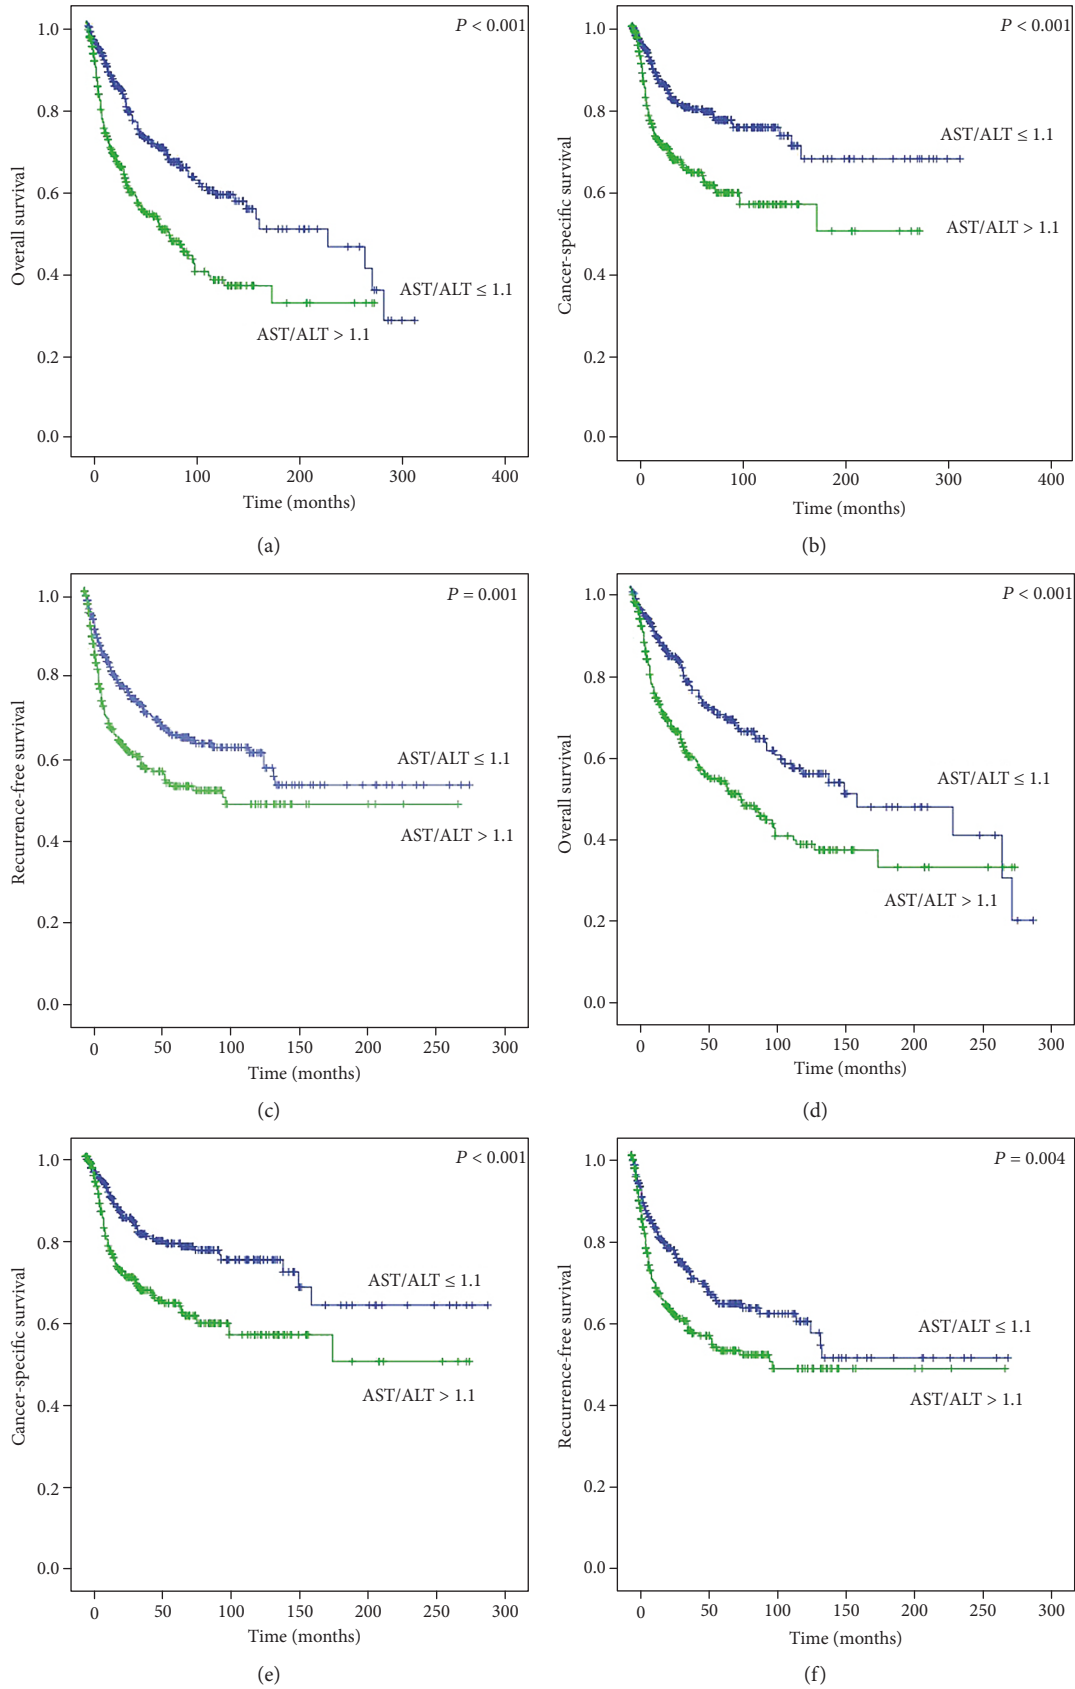 P < 0.001
1.0
0.8
0.6
0.4
0.2
0.0
Overall survival
AST/ALT ≤ 1.1
AST/ALT > 1.1
0 100 200 300 400
Time (months)
(a)
P < 0.001
1.0
0.8
0.6
0.4
0.2
0.0
Cancer-specific survival
AST/ALT ≤ 1.1
AST/ALT > 1.1
0 100 200 300 400
Time (months)
(b)
P = 0.001
1.0
0.8
0.6
0.4
0.2
0.0
Recurrence-free survival
AST/ALT ≤ 1.1
AST/ALT > 1.1
0 50 100 150 200 250 300
Time (months)
(c)
P < 0.001
1.0
0.8
0.6
0.4
0.2
0.0
Overall survival
AST/ALT ≤ 1.1
AST/ALT > 1.1
0 50 100 150 200 250 300
Time (months)
(d)
P < 0.001
1.0
0.8
0.6
0.4
0.2
0.0
Cancer-specific survival
AST/ALT ≤ 1.1
AST/ALT > 1.1
0 50 100 150 200 250 300
Time (months)
(e)
P = 0.004
1.0
0.8
0.6
0.4
0.2
0.0
Recurrence-free survival
AST/ALT ≤ 1.1
AST/ALT > 1.1
0 50 100 150 200 250 300
Time (months)
(f)